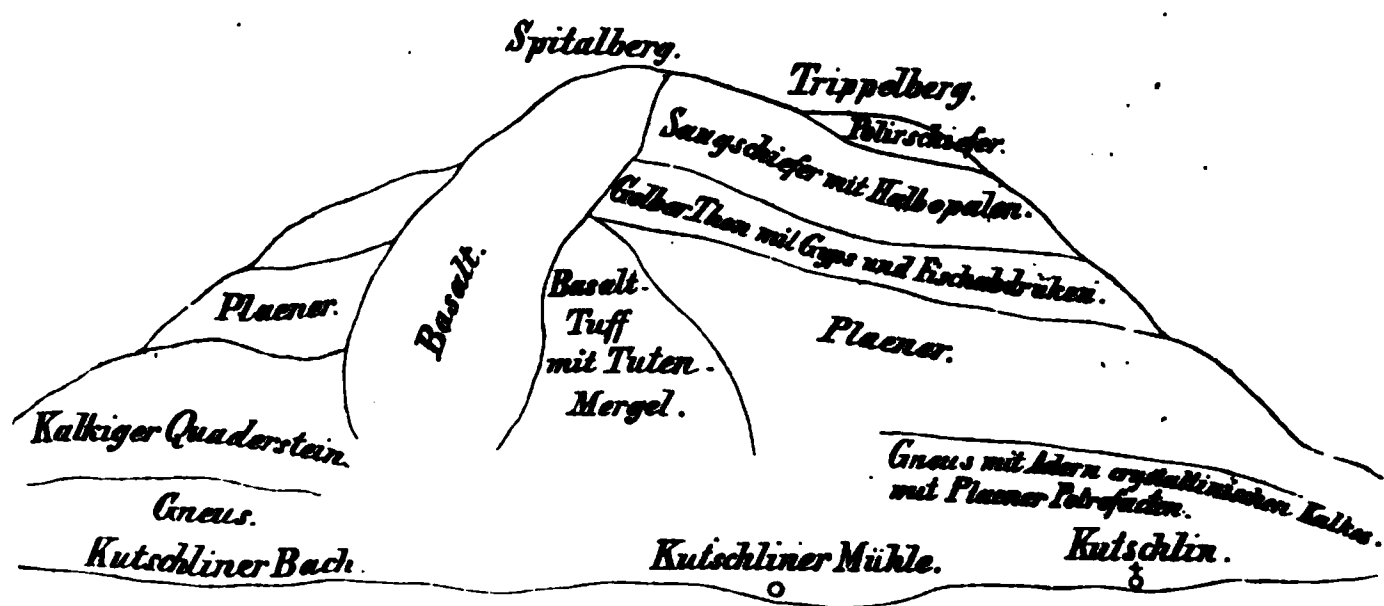 Spitalberg.
Trippelberg.
Polirschiefer.
Saugschiefer mit Halbopalen.
Gelber Thon mit Gyps und Fischabdrüken.
Plaener.
Basalt.
Basalt-
Tuff
mit Tuten-
Mergel.
Plaener.
Kalkiger Quaderstein.
Gneus mit Adern crystallinischen Kalkes.
mit Plaener Petrefacten.
Gneus.
Kutschliner Bach.
Kutschliner Mühle.
Kutschlin.